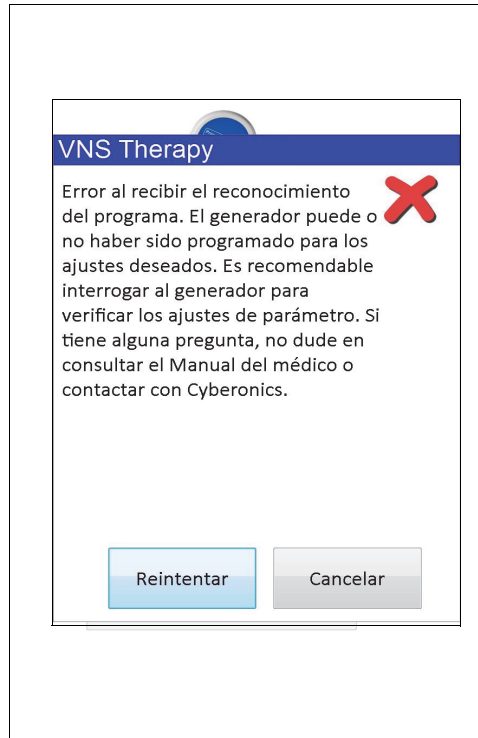 VNS Therapy
Error al recibir el reconocimiento
del programa. El generador puede o
no haber sido programado para los
ajustes deseados. Es recomendable
interrogar al generador para
verificar los ajustes de parámetro. Si
tiene alguna pregunta, no dude en
consultar el Manual del médico o
contactar con Cyberonics.
Reintentar
Cancelar